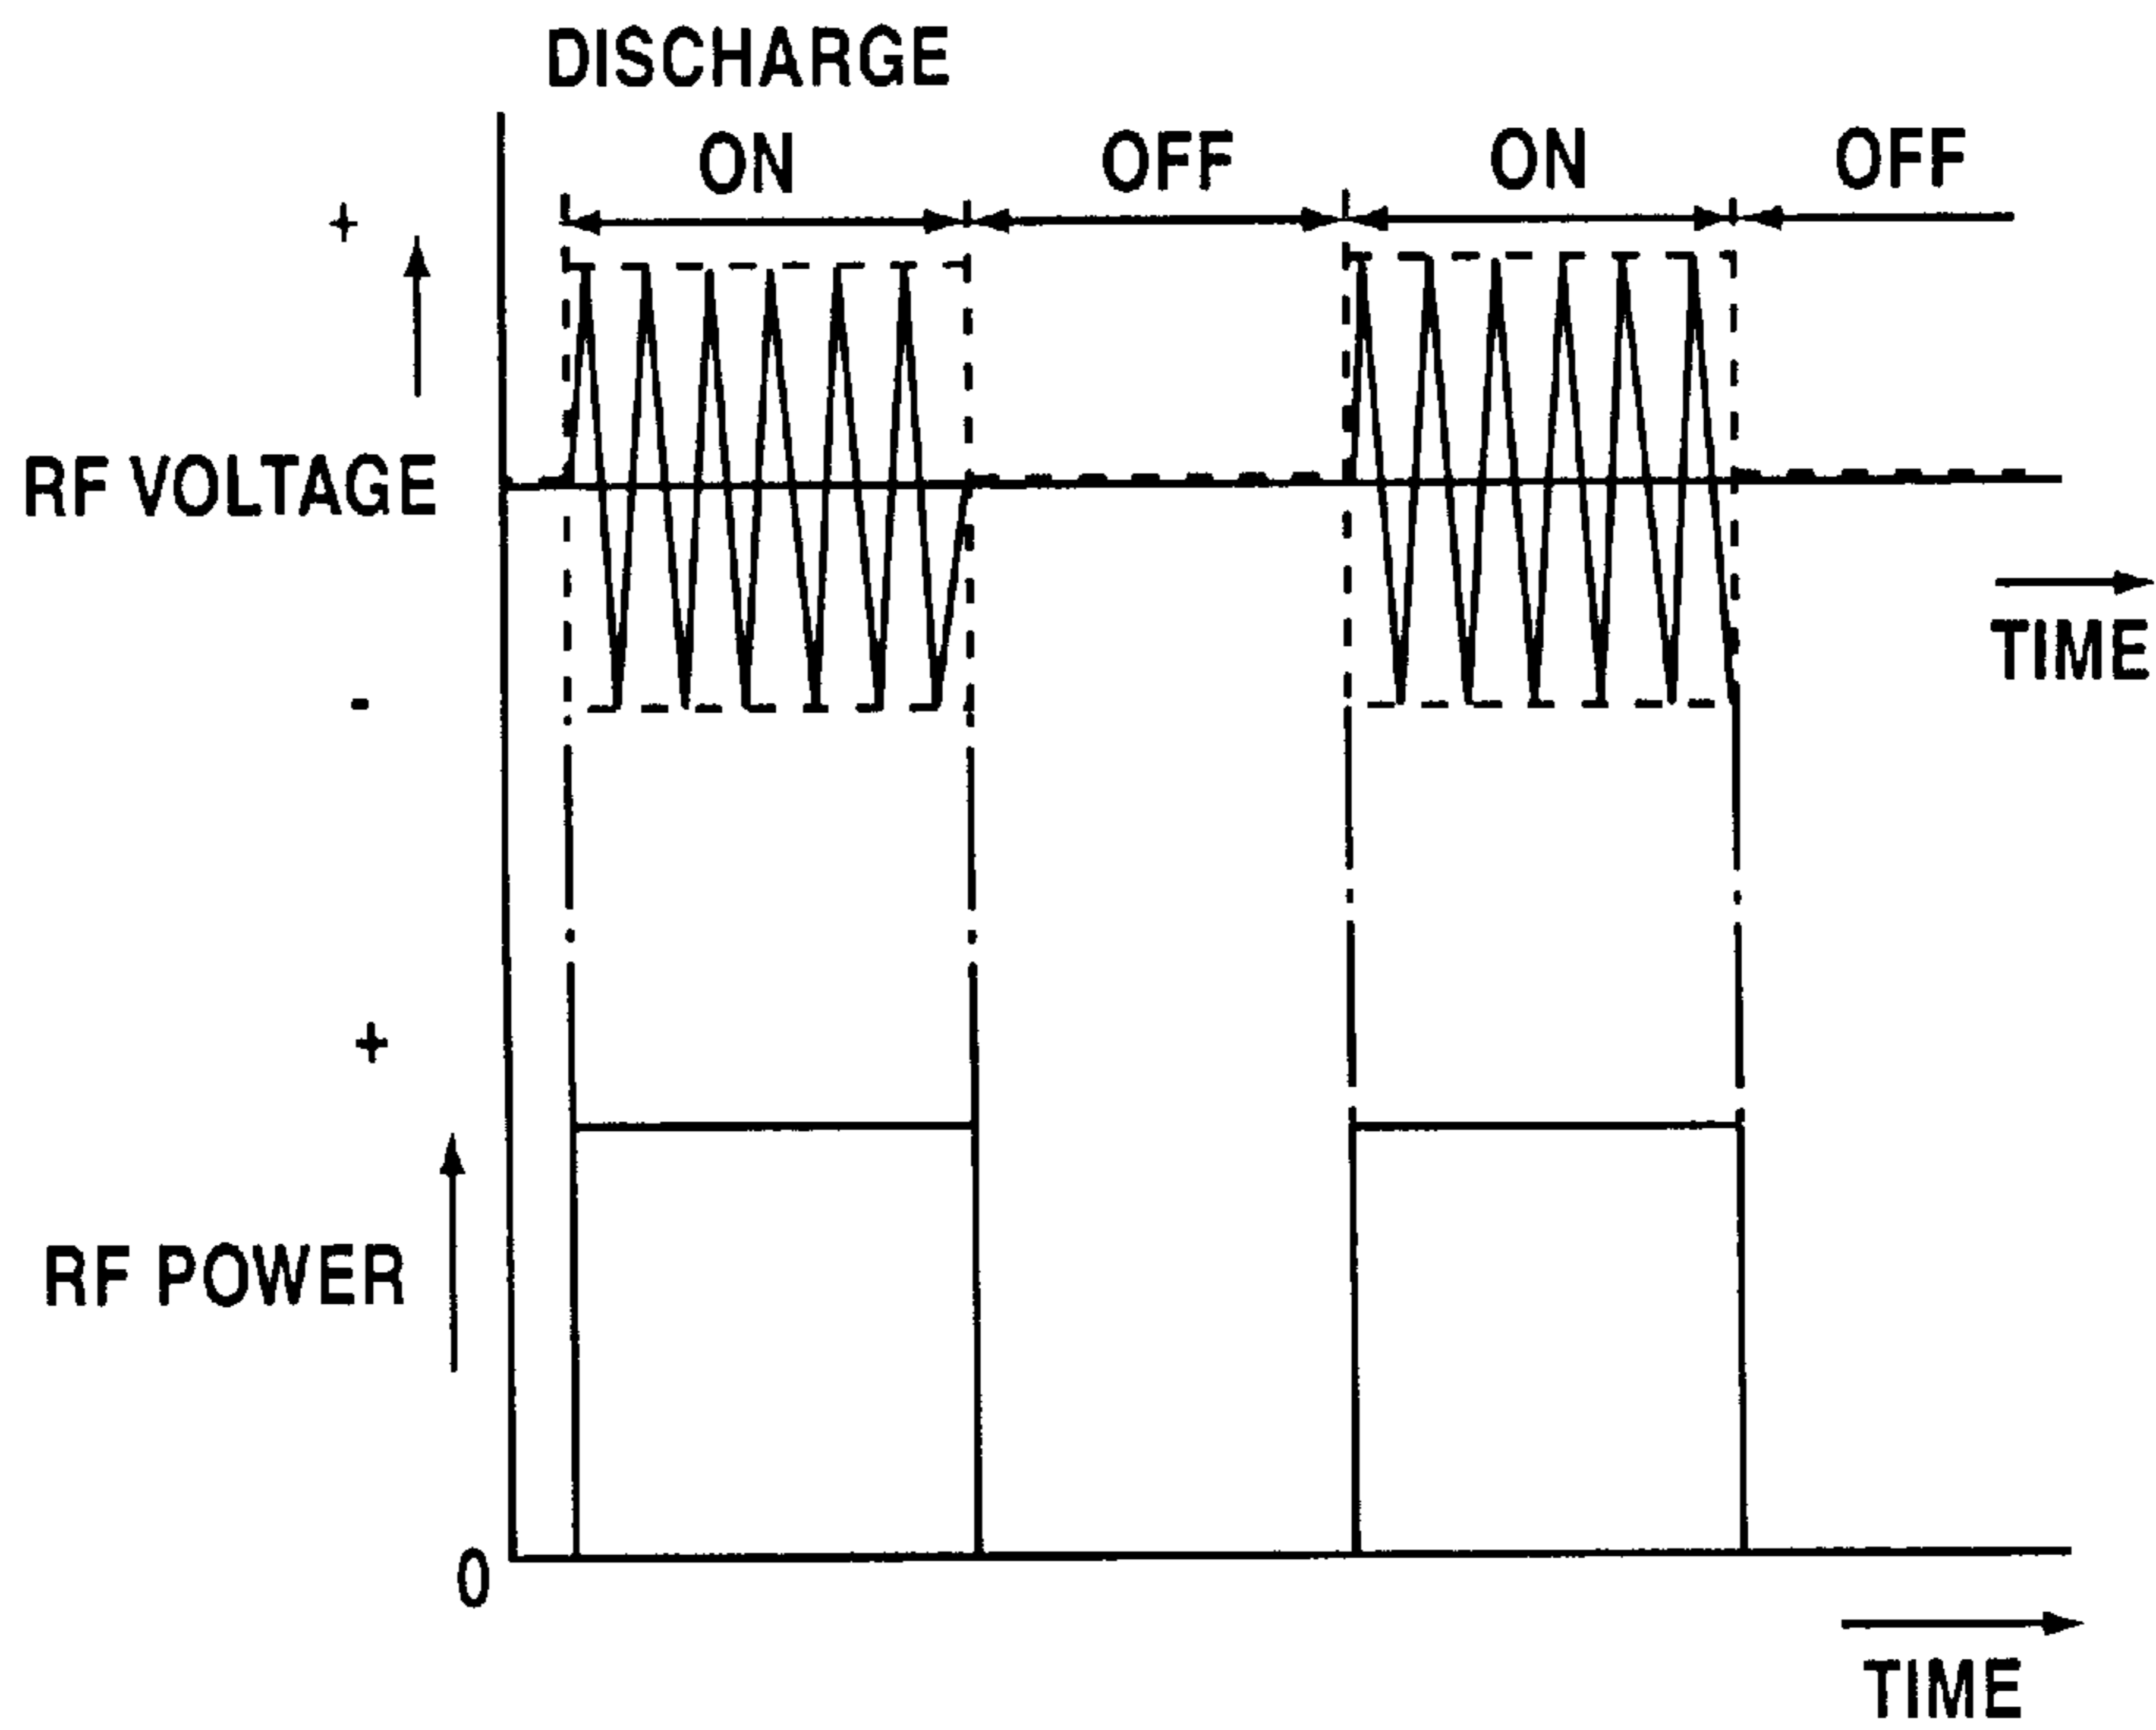 DISCHARGE
ON OFF ON OFF
+
RF VOLTAGE
TIME
-
+
RF POWER
0
TIME